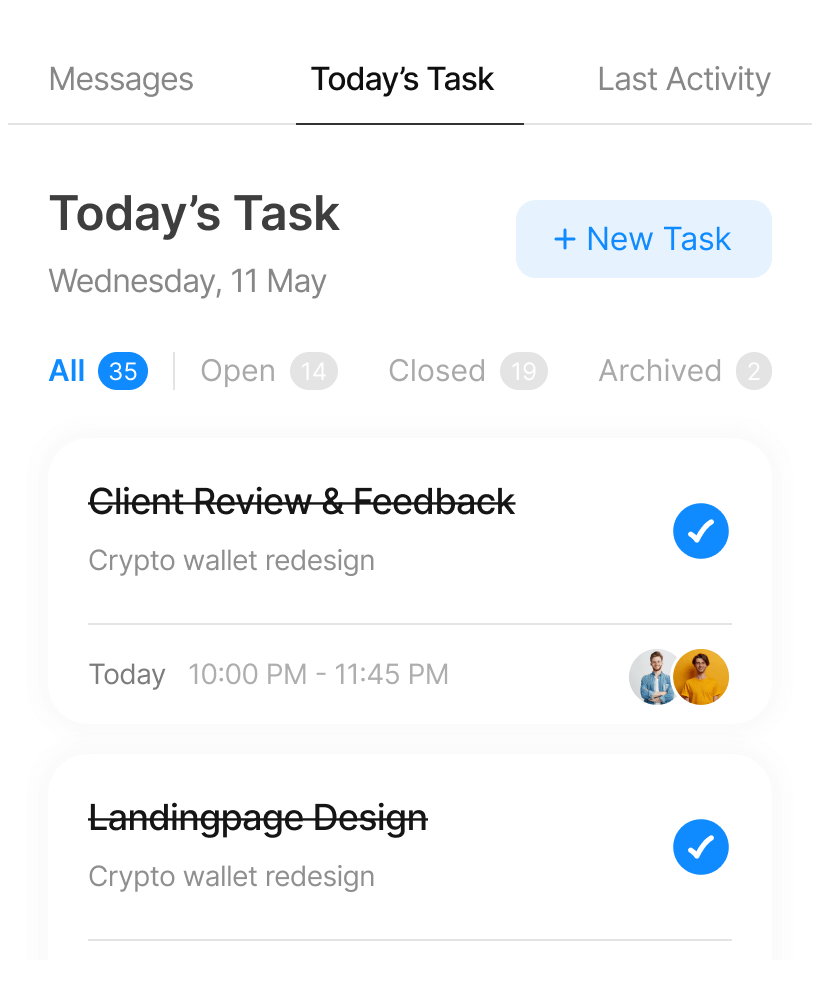 Messages Today’s Task Last Activity
Today’s Task
+ New Task
Wednesday, 11 May
All 35 Open 14 Closed 19 Archived 2
Client Review & Feedback
Crypto wallet redesign
Today 10:00 PM - 11:45 PM
Landingpage Design
Crypto wallet redesign